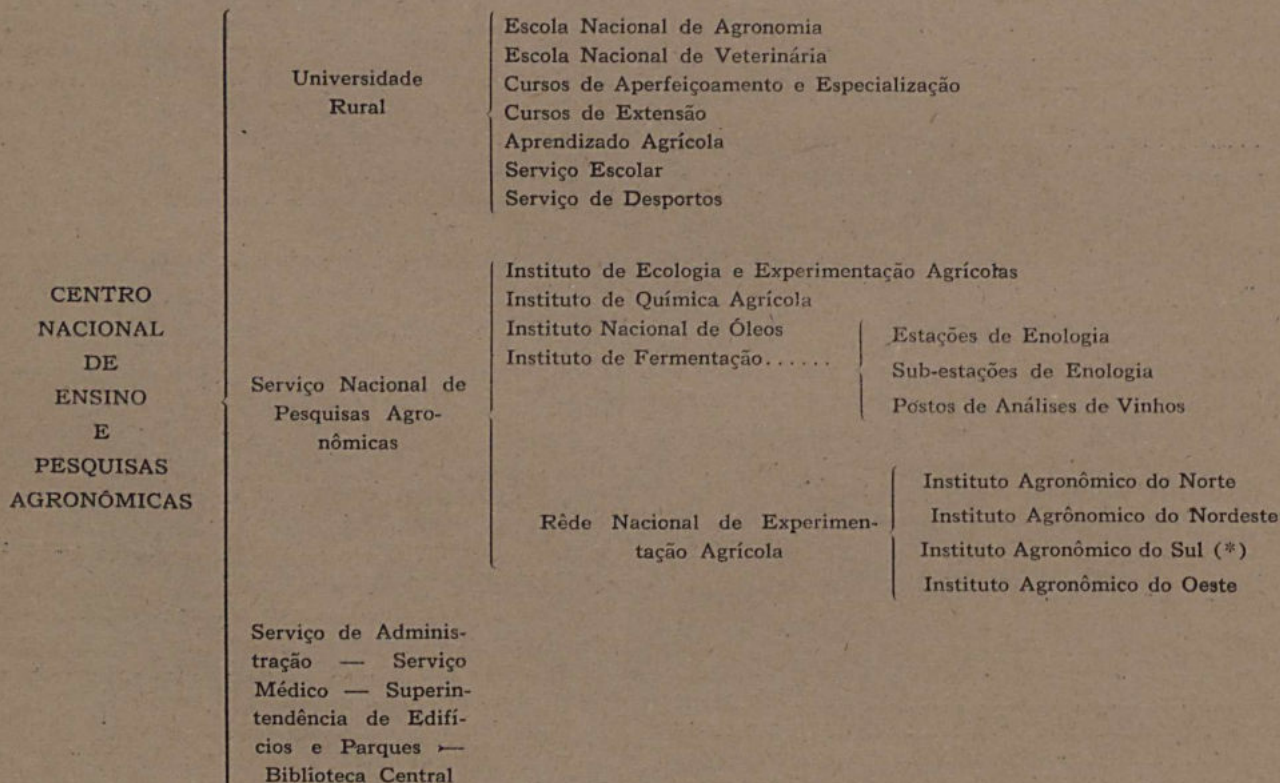 CENTRO
NACIONAL
DE
ENSINO
E
PESQUISAS
AGRONÔMICAS
Universidade
Rural
Escola Nacional de Agronomia
Escola Nacional de Veterinária
Cursos de Aperfeiçoamento e Especialização
Cursos de Extensão
Aprendizado Agrícola
Serviço Escolar
Serviço de Desportos
Serviço Nacional de
Pesquisas Agro-
nômicas
Instituto de Ecologia e Experimentação Agrícolas
Instituto de Química Agrícola
Instituto Nacional de Óleos
Instituto de Fermentação......
Estações de Enologia
Sub-estações de Enologia
Postos de Análises de Vinhos
Rêde Nacional de Experimen-
tação Agrícola
Instituto Agronômico do Norte
Instituto Agrônomico do Nordeste
Instituto Agronômico do Sul (*)
Instituto Agronômico do Oeste
Serviço de Adminis-
tração — Serviço
Médico — Superin-
tendência de Edifí-
cios e Parques —
Biblioteca Central